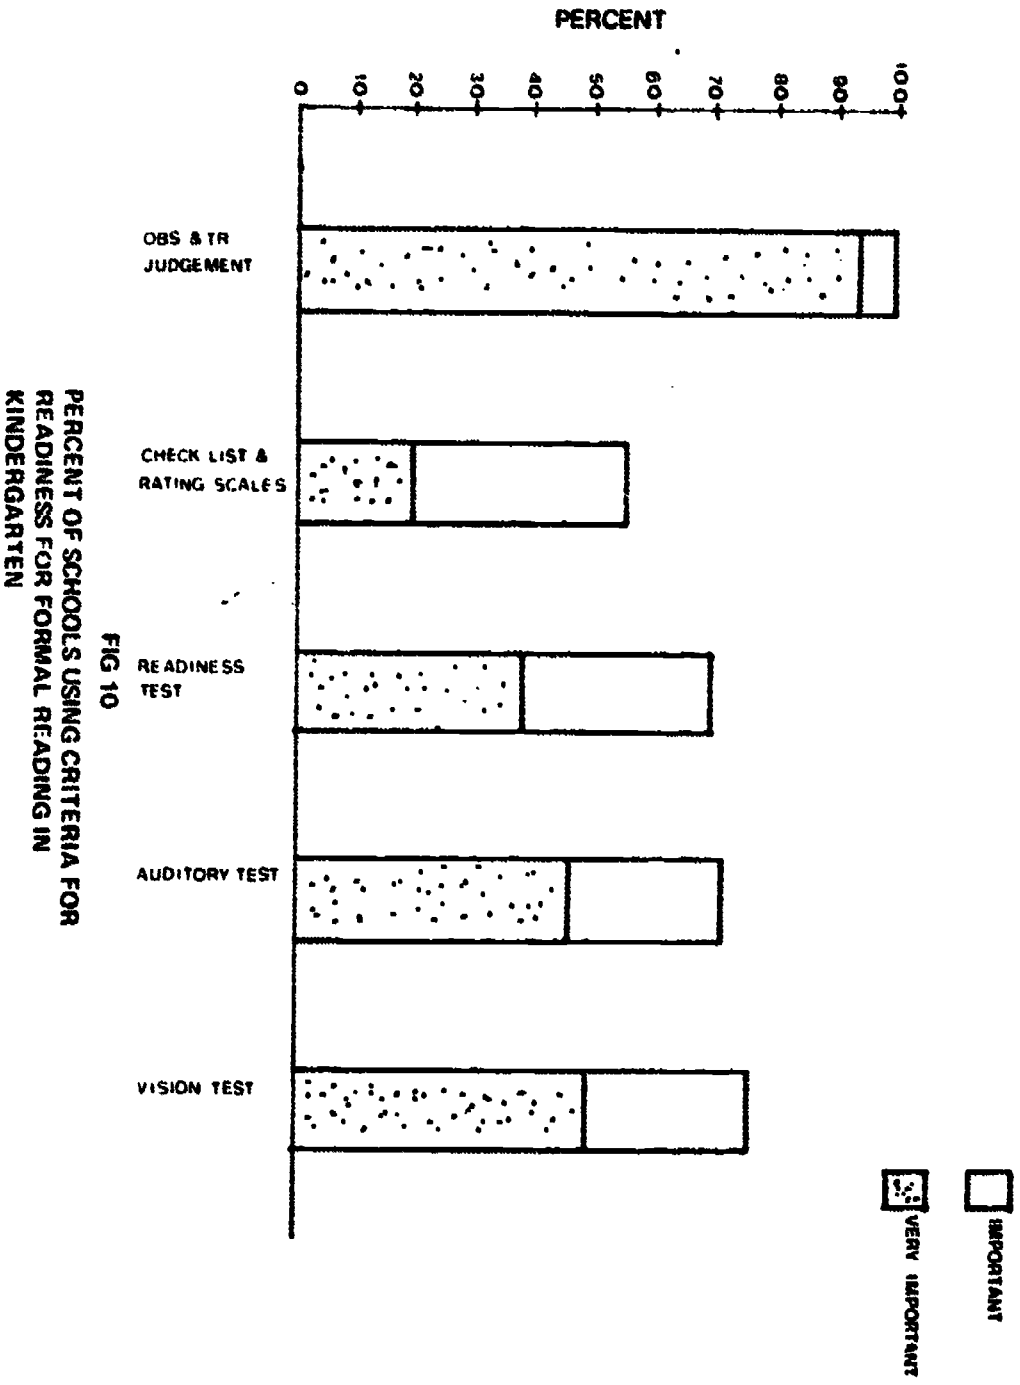 PERCENT
100
90
80
70
60
50
40
30
20
10
0
OBS & TR
JUDGEMENT
CHECK LIST &
RATING SCALES
READINESS
TEST
AUDITORY TEST
VISION TEST
IMPORTANT
VERY IMPORTANT
FIG 10
PERCENT OF SCHOOLS USING CRITERIA FOR
READINESS FOR FORMAL READING IN
KINDERGARTEN